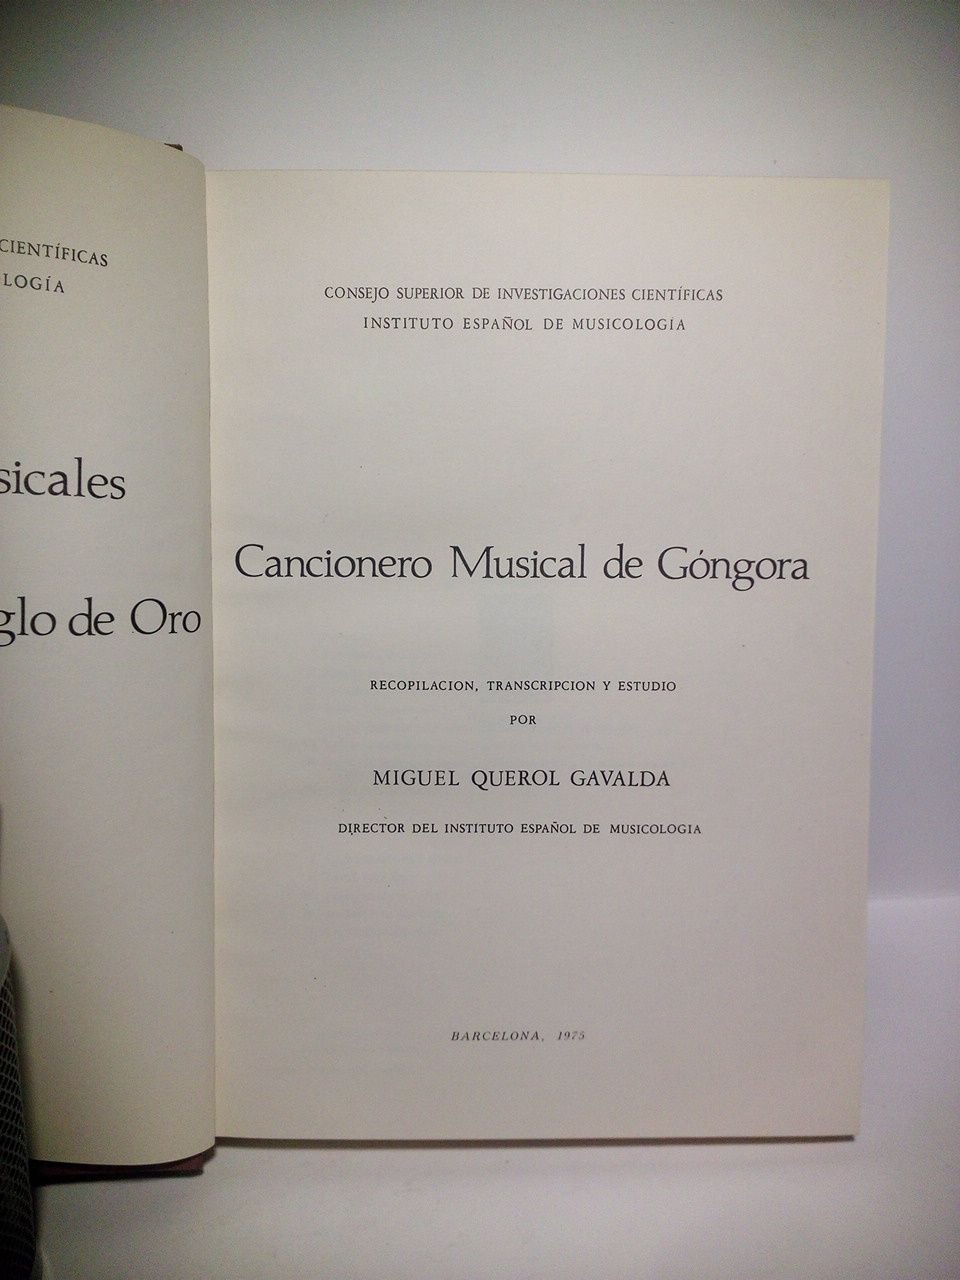 CIENTÍFICAS
LOGÍA
sicales
glo de Oro
CONSEJO SUPERIOR DE INVESTIGACIONES CIENTÍFICAS
INSTITUTO ESPAÑOL DE MUSICOLOGÍA
Cancionero Musical de Góngora
RECOPILACION, TRANSCRIPCION Y ESTUDIO
POR
MIGUEL QUEROL GAVALDA
DIRECTOR DEL INSTITUTO ESPAÑOL DE MUSICOLOGIA
BARCELONA, 1975